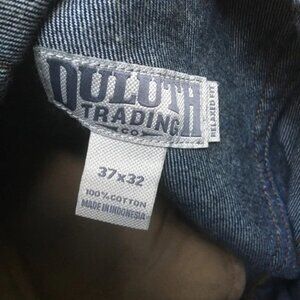 DULUTH
TRADING
CO
RELAXED FIT
37x32
100% COTTON
MADE IN INDONESIA